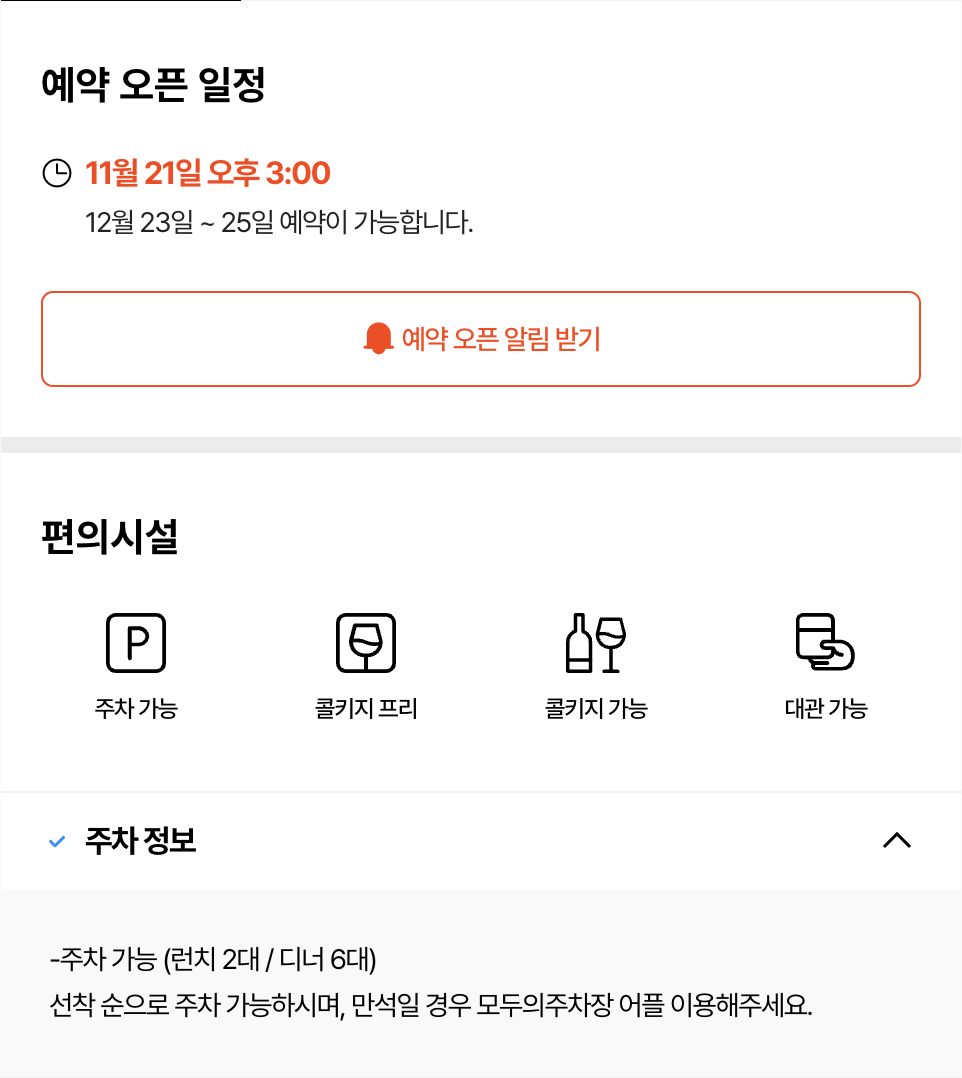 예약 오픈 일정
11월 21일 오후 3:00
12월 23일 ~ 25일 예약이 가능합니다.
예약 오픈 알림 받기
편의시설
P
주차 가능
콜키지 프리
콜키지 가능
대관 가능
주차 정보
-주차 가능 (런치 2대 / 디너 6대)
선착 순으로 주차 가능하시며, 만석일 경우 모두의주차장 어플 이용해주세요.